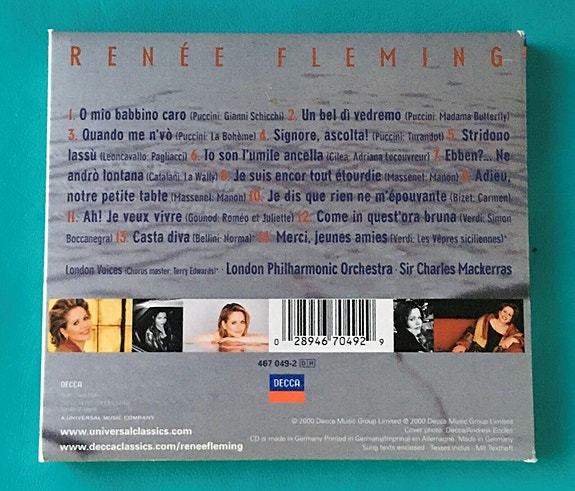 RENÉE FLEMING
1. O mio babbino caro (Puccini: Gianni Schicchi) 2. Un bel dì vedremo (Puccini: Madama Butterfly)
3. Quando me n'vò (Puccini: La Bohème) 4. Signore, ascolta! (Puccini: Turandot) 5. Stridono
lassù (Leoncavallo: Pagliacci) 6. Io son l'umile ancella (Cilea: Adriana Lecouvreur) 7. Ebben?... Ne
andrò lontana (Catalani: La Wally) 8. Je suis encor tout étourdie (Massenet: Manon) 9. Adieu,
notre petite table (Massenet: Manon) 10. Je dis que rien ne m'épouvante (Bizet: Carmen)
11. Ah! Je veux vivre (Gounod: Roméo et Juliette) 12. Come in quest'ora bruna (Verdi: Simon
Boccanegra) 13. Casta diva (Bellini: Norma)* 14. Merci, jeunes amies (Verdi: Les Vêpres siciliennes)*
London Voices (Chorus master: Terry Edwards)* · London Philharmonic Orchestra · Sir Charles Mackerras
0 28946 70492 9
467 049-2 DH
DECCA
DECCA
A UNIVERSAL MUSIC COMPANY
www.universalclassics.com
www.deccaclassics.com/reneefleming
℗ 2000 Decca Music Group Limited © 2000 Decca Music Group Limited
Cover photo: Decca/Andrew Eccles
CD is made in Germany Printed in Germany/Imprimé en Allemagne. Made in Germany
Sung texts enclosed · Textes inclus · Mit Textheft